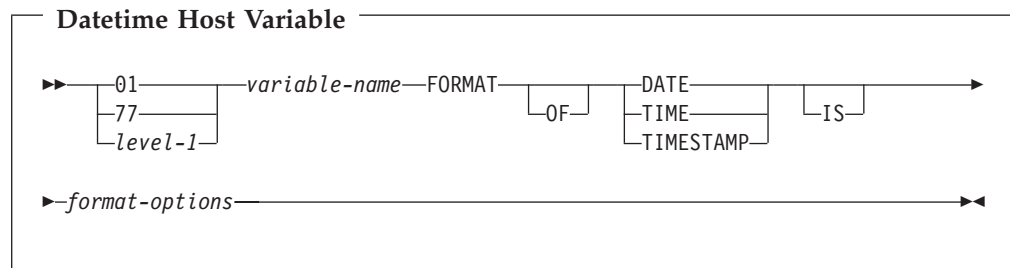 Datetime Host Variable
01 variable-name FORMAT DATE
77 OF TIME IS
level-1 TIMESTAMP
format-options